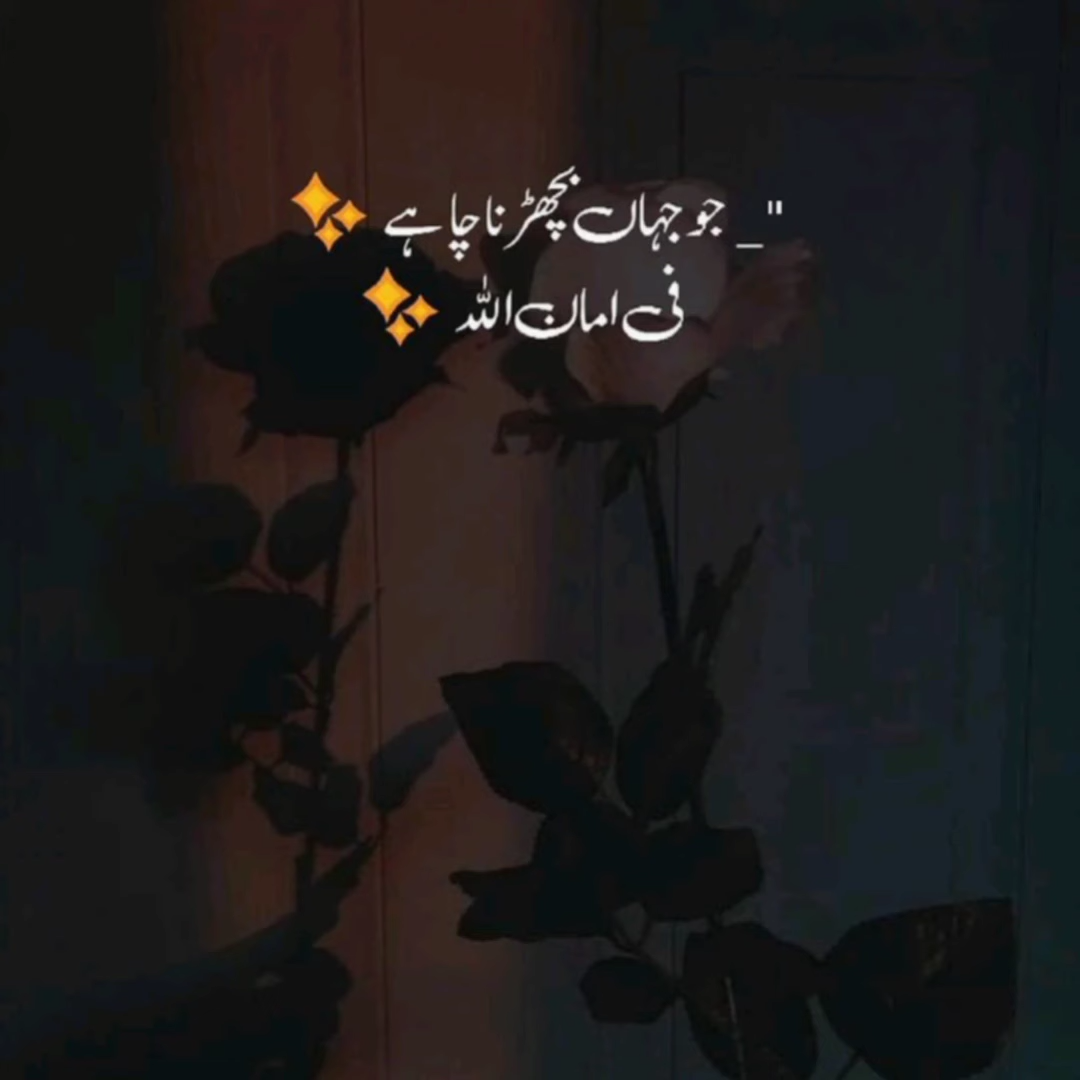 "_ جو جہاں بچھڑنا چاہے ✨
فی امان اللہ ✨